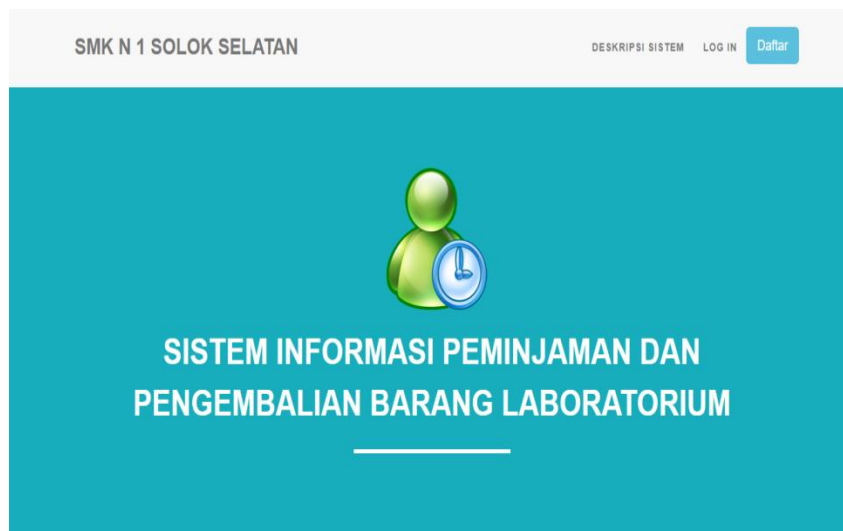 SMK N 1 SOLOK SELATAN
DESKRIPSI SISTEM LOG IN Daftar
SISTEM INFORMASI PEMINJAMAN DAN
PENGEMBALIAN BARANG LABORATORIUM